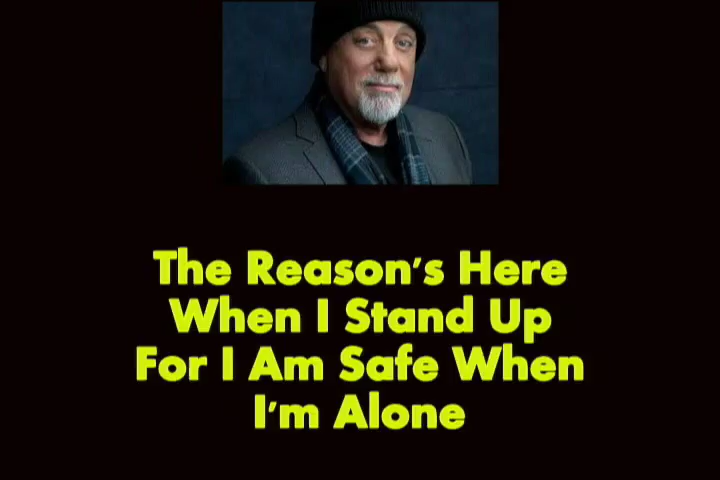 The Reason's Here
When I Stand Up
For I Am Safe When
I'm Alone